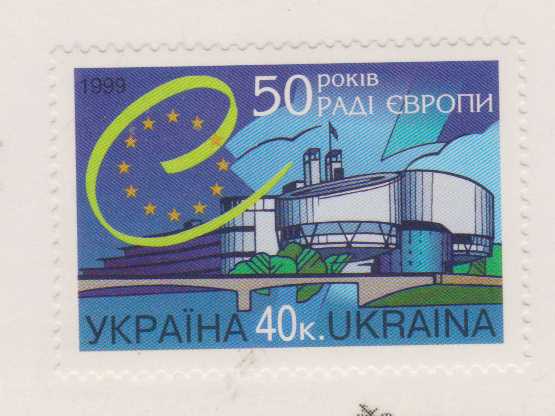 1999
50 РОКІВ
РАДІ ЄВРОПИ
УКРАЇНА 40к. UKRAINA